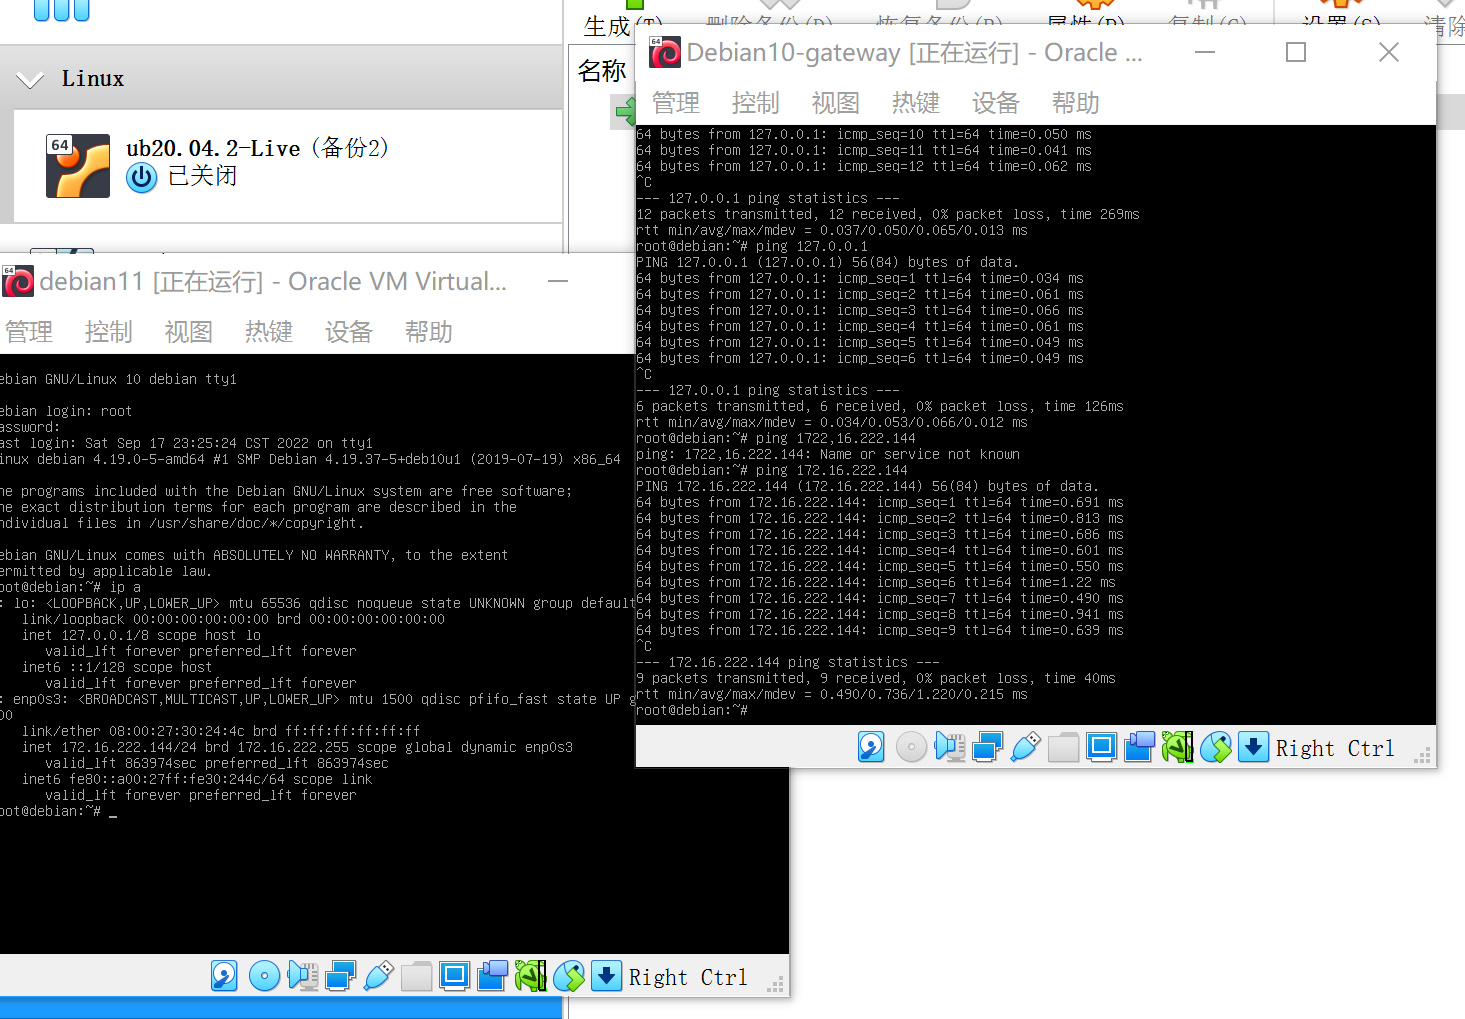 生成(T)
删除备份(D)
恢复备份(R)
属性(P)
复制(C)
设置(S)
清除
名称
Linux
64
ub20.04.2-Live (备份2)
已关闭
64
Debian10-gateway [正在运行] - Oracle ...
管理 控制 视图 热键 设备 帮助
64 bytes from 127.0.0.1: icmp_seq=10 ttl=64 time=0.050 ms
64 bytes from 127.0.0.1: icmp_seq=11 ttl=64 time=0.041 ms
64 bytes from 127.0.0.1: icmp_seq=12 ttl=64 time=0.062 ms
^C
--- 127.0.0.1 ping statistics ---
12 packets transmitted, 12 received, 0% packet loss, time 269ms
rtt min/avg/max/mdev = 0.037/0.050/0.065/0.013 ms
root@debian:~# ping 127.0.0.1
PING 127.0.0.1 (127.0.0.1) 56(84) bytes of data.
64 bytes from 127.0.0.1: icmp_seq=1 ttl=64 time=0.034 ms
64 bytes from 127.0.0.1: icmp_seq=2 ttl=64 time=0.061 ms
64 bytes from 127.0.0.1: icmp_seq=3 ttl=64 time=0.066 ms
64 bytes from 127.0.0.1: icmp_seq=4 ttl=64 time=0.061 ms
64 bytes from 127.0.0.1: icmp_seq=5 ttl=64 time=0.049 ms
64 bytes from 127.0.0.1: icmp_seq=6 ttl=64 time=0.049 ms
^C
--- 127.0.0.1 ping statistics ---
6 packets transmitted, 6 received, 0% packet loss, time 126ms
rtt min/avg/max/mdev = 0.034/0.053/0.066/0.012 ms
root@debian:~# ping 1722,16.222.144
ping: 1722,16.222.144: Name or service not known
root@debian:~# ping 172.16.222.144
PING 172.16.222.144 (172.16.222.144) 56(84) bytes of data.
64 bytes from 172.16.222.144: icmp_seq=1 ttl=64 time=0.691 ms
64 bytes from 172.16.222.144: icmp_seq=2 ttl=64 time=0.813 ms
64 bytes from 172.16.222.144: icmp_seq=3 ttl=64 time=0.686 ms
64 bytes from 172.16.222.144: icmp_seq=4 ttl=64 time=0.601 ms
64 bytes from 172.16.222.144: icmp_seq=5 ttl=64 time=0.550 ms
64 bytes from 172.16.222.144: icmp_seq=6 ttl=64 time=1.22 ms
64 bytes from 172.16.222.144: icmp_seq=7 ttl=64 time=0.490 ms
64 bytes from 172.16.222.144: icmp_seq=8 ttl=64 time=0.941 ms
64 bytes from 172.16.222.144: icmp_seq=9 ttl=64 time=0.639 ms
^C
--- 172.16.222.144 ping statistics ---
9 packets transmitted, 9 received, 0% packet loss, time 40ms
rtt min/avg/max/mdev = 0.490/0.736/1.220/0.215 ms
root@debian:~#
Right Ctrl
64
debian11 [正在运行] - Oracle VM Virtual...
管理 控制 视图 热键 设备 帮助
ebian GNU/Linux 10 debian tty1
ebian login: root
assword:
ast login: Sat Sep 17 23:25:24 CST 2022 on tty1
inux debian 4.19.0-5-amd64 #1 SMP Debian 4.19.37-5+deb10u1 (2019-07-19) x86_64
he programs included with the Debian GNU/Linux system are free software;
he exact distribution terms for each program are described in the
ndividual files in /usr/share/doc/*/copyright.
ebian GNU/Linux comes with ABSOLUTELY NO WARRANTY, to the extent
ermitted by applicable law.
oot@debian:~# ip a
: lo: <LOOPBACK,UP,LOWER_UP> mtu 65536 qdisc noqueue state UNKNOWN group default
link/loopback 00:00:00:00:00:00 brd 00:00:00:00:00:00
inet 127.0.0.1/8 scope host lo
valid_lft forever preferred_lft forever
inet6 ::1/128 scope host
valid_lft forever preferred_lft forever
: enp0s3: <BROADCAST,MULTICAST,UP,LOWER_UP> mtu 1500 qdisc pfifo_fast state UP g
00
link/ether 08:00:27:30:24:4c brd ff:ff:ff:ff:ff:ff
inet 172.16.222.144/24 brd 172.16.222.255 scope global dynamic enp0s3
valid_lft 863974sec preferred_lft 863974sec
inet6 fe80::a00:27ff:fe30:244c/64 scope link
valid_lft forever preferred_lft forever
oot@debian:~# _
Right Ctrl